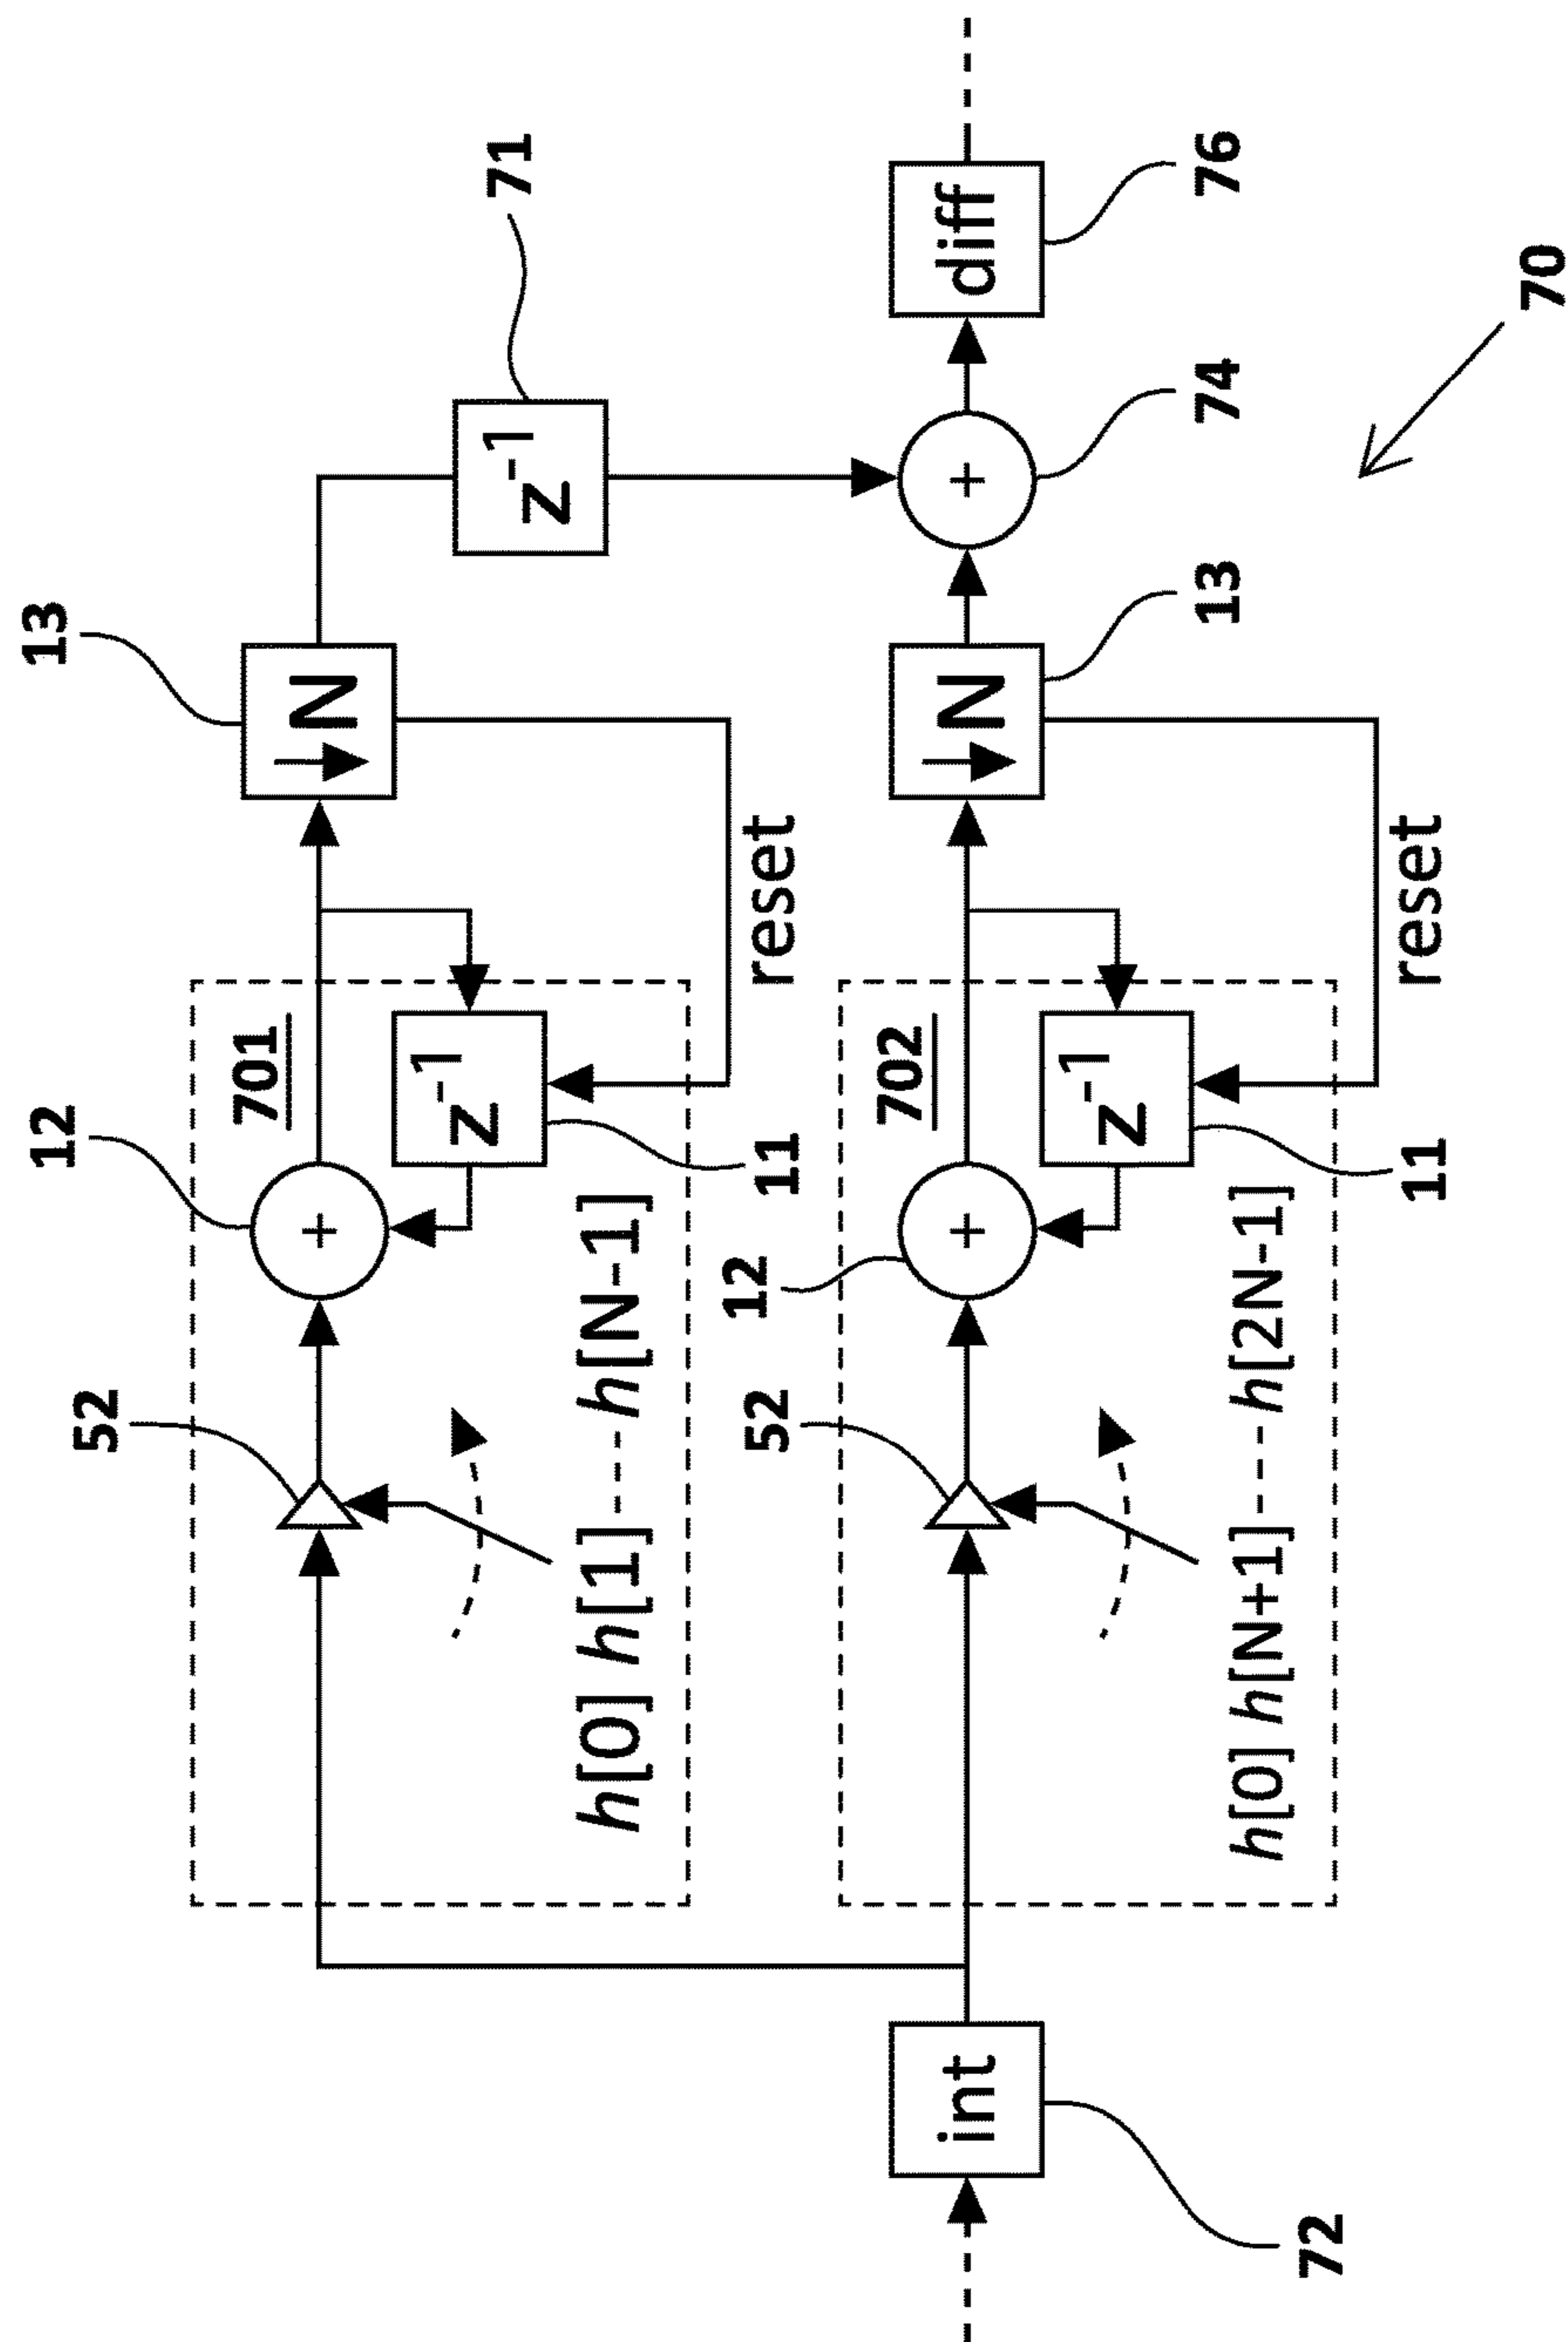 13
71
12
701
z-1
↓N
reset
52
+
z-1
11
h[0] h[1]----h[N-1]
12
702
+
diff
76
52
+
z-1
↓N
13
74
reset
11
h[0] h[N+1]----h[2N-1]
+
int
72
70